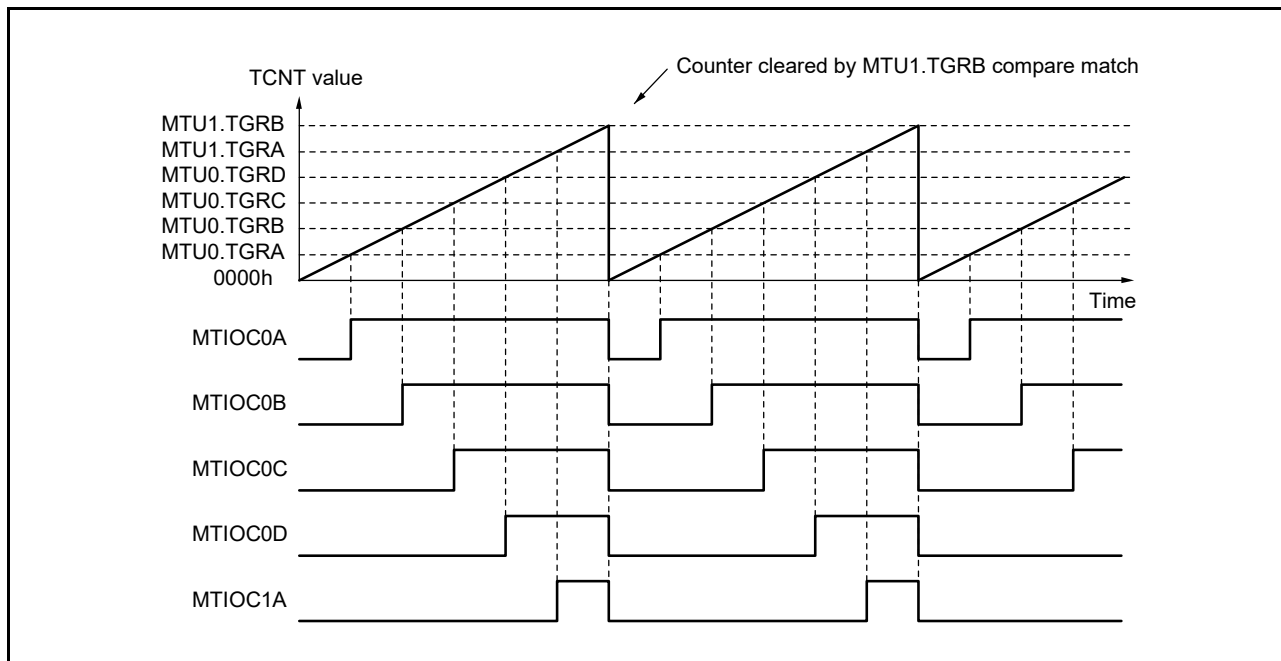 Counter cleared by MTU1.TGRB compare match
TCNT value
MTU1.TGRB
MTU1.TGRA
MTU0.TGRD
MTU0.TGRC
MTU0.TGRB
MTU0.TGRA
0000h
Time
MTIOC0A
MTIOC0B
MTIOC0C
MTIOC0D
MTIOC1A